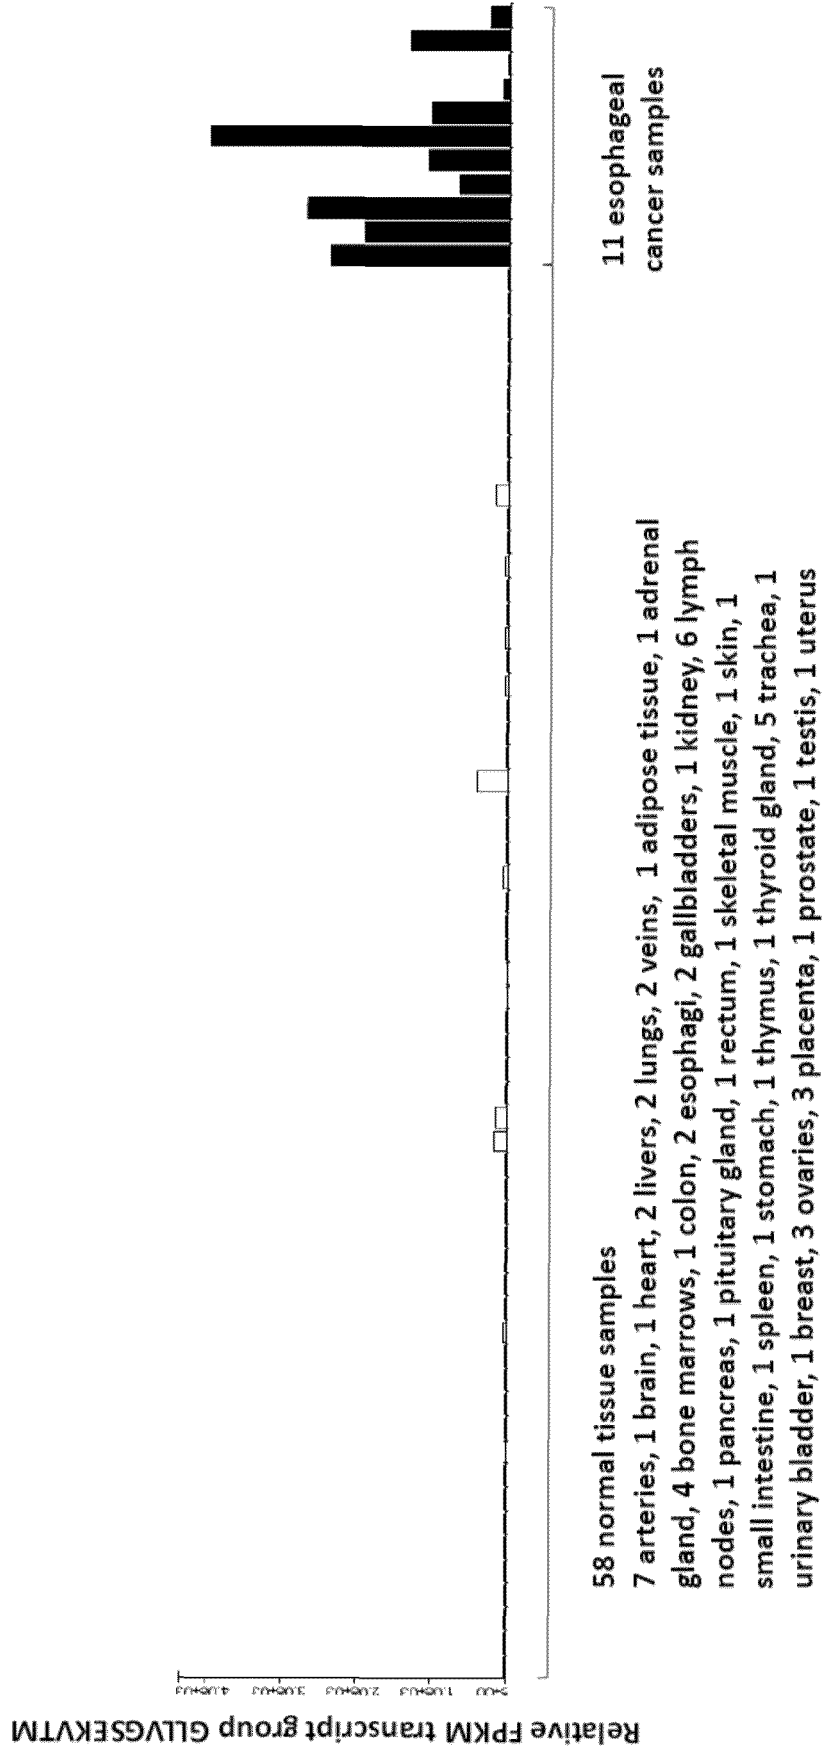 Relative FPKM transcript group GLLVGSEKVTM
58 normal tissue samples
7 arteries, 1 brain, 1 heart, 2 livers, 2 lungs, 2 veins, 1 adipose tissue, 1 adrenal
gland, 4 bone marrows, 1 colon, 2 esophagi, 2 gallbladders, 1 kidney, 6 lymph
nodes, 1 pancreas, 1 pituitary gland, 1 rectum, 1 skeletal muscle, 1 skin, 1
small intestine, 1 spleen, 1 stomach, 1 thymus, 1 thyroid gland, 5 trachea, 1
urinary bladder, 1 breast, 3 ovaries, 3 placenta, 1 prostate, 1 testis, 1 uterus
11 esophageal
cancer samples